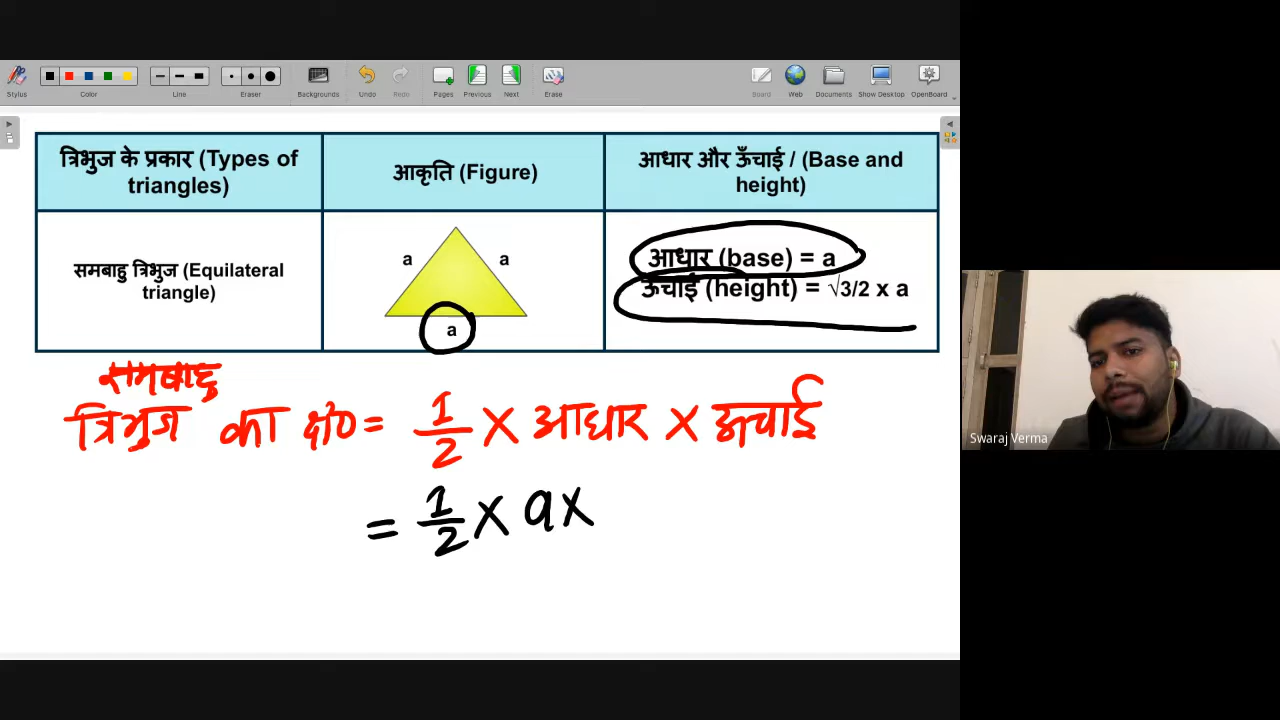 Stylus Color Line Eraser Backgrounds Undo Redo Pages Previous Next Erase Board Web Documents Show Desktop OpenBoard
त्रिभुज के प्रकार (Types of
triangles)
आकृति (Figure)
आधार और ऊँचाई / (Base and
height)
समबाहु त्रिभुज (Equilateral
triangle)
a
a
a
आधार (base) = a
ऊँचाई (height) = √3/2 x a
समबाहु
त्रिभुज का क्षे० = 1/2 X आधार X ऊंचाई
= 1/2 X a X
Swaraj Verma